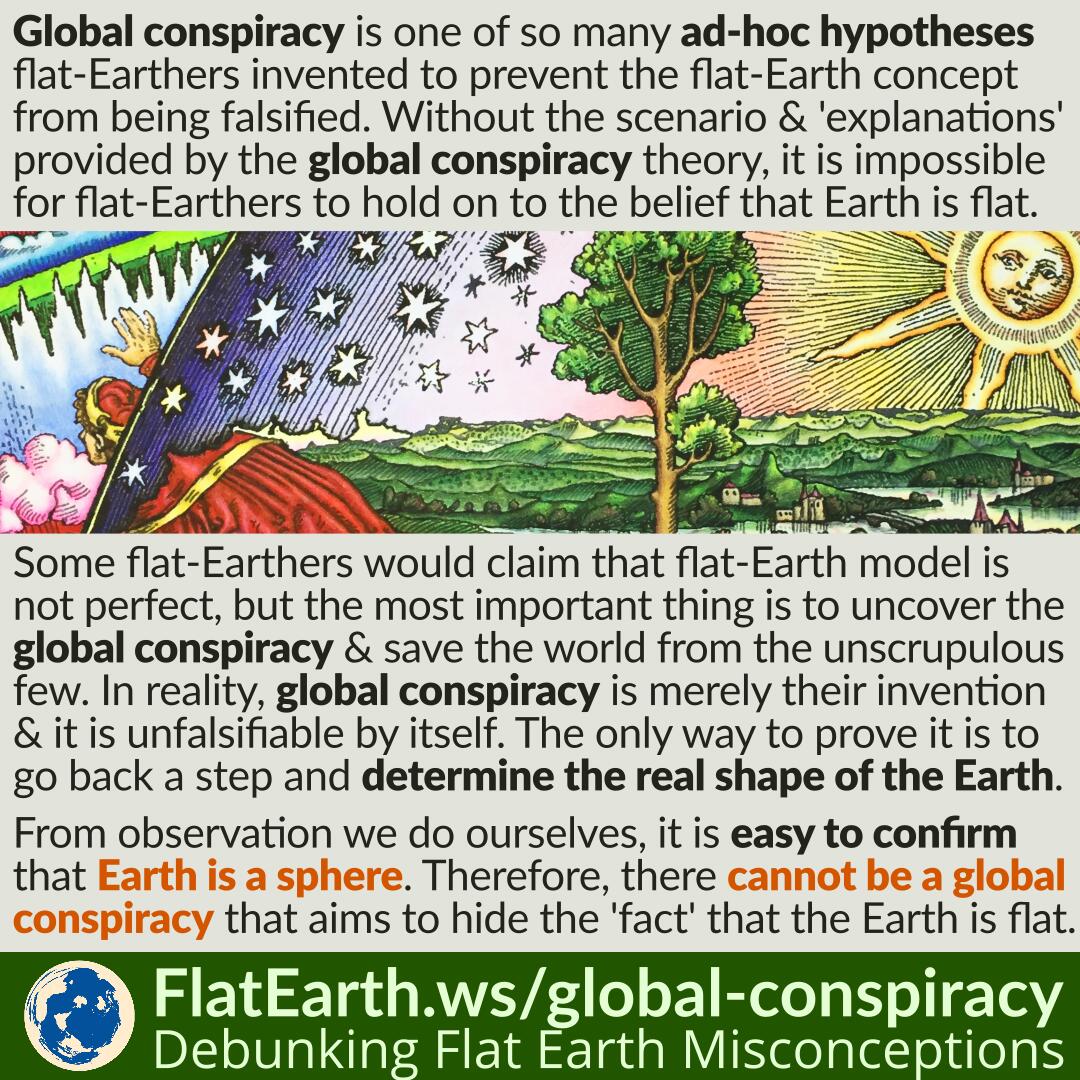 Global conspiracy is one of so many ad-hoc hypotheses
flat-Earthers invented to prevent the flat-Earth concept
from being falsified. Without the scenario & 'explanations'
provided by the global conspiracy theory, it is impossible
for flat-Earthers to hold on to the belief that Earth is flat.
Some flat-Earthers would claim that flat-Earth model is
not perfect, but the most important thing is to uncover the
global conspiracy & save the world from the unscrupulous
few. In reality, global conspiracy is merely their invention
& it is unfalsifiable by itself. The only way to prove it is to
go back a step and determine the real shape of the Earth.
From observation we do ourselves, it is easy to confirm
that Earth is a sphere. Therefore, there cannot be a global
conspiracy that aims to hide the 'fact' that the Earth is flat.
FlatEarth.ws/global-conspiracy
Debunking Flat Earth Misconceptions